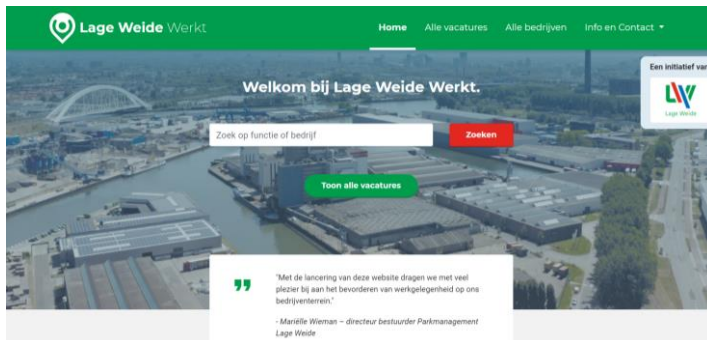 Lage Weide Werkt
Home Alle vacatures Alle bedrijven Info en Contact
Een initiatief van
Lage Weide
Welkom bij Lage Weide Werkt.
Zoek op functie of bedrijf Zoeken
Toon alle vacatures
"Met de lancering van deze website dragen we met veel
plezier bij aan het bevorderen van werkgelegenheid op ons
bedrijventerrein."
- Mariëlle Wieman – directeur bestuurder Parkmanagement
Lage Weide